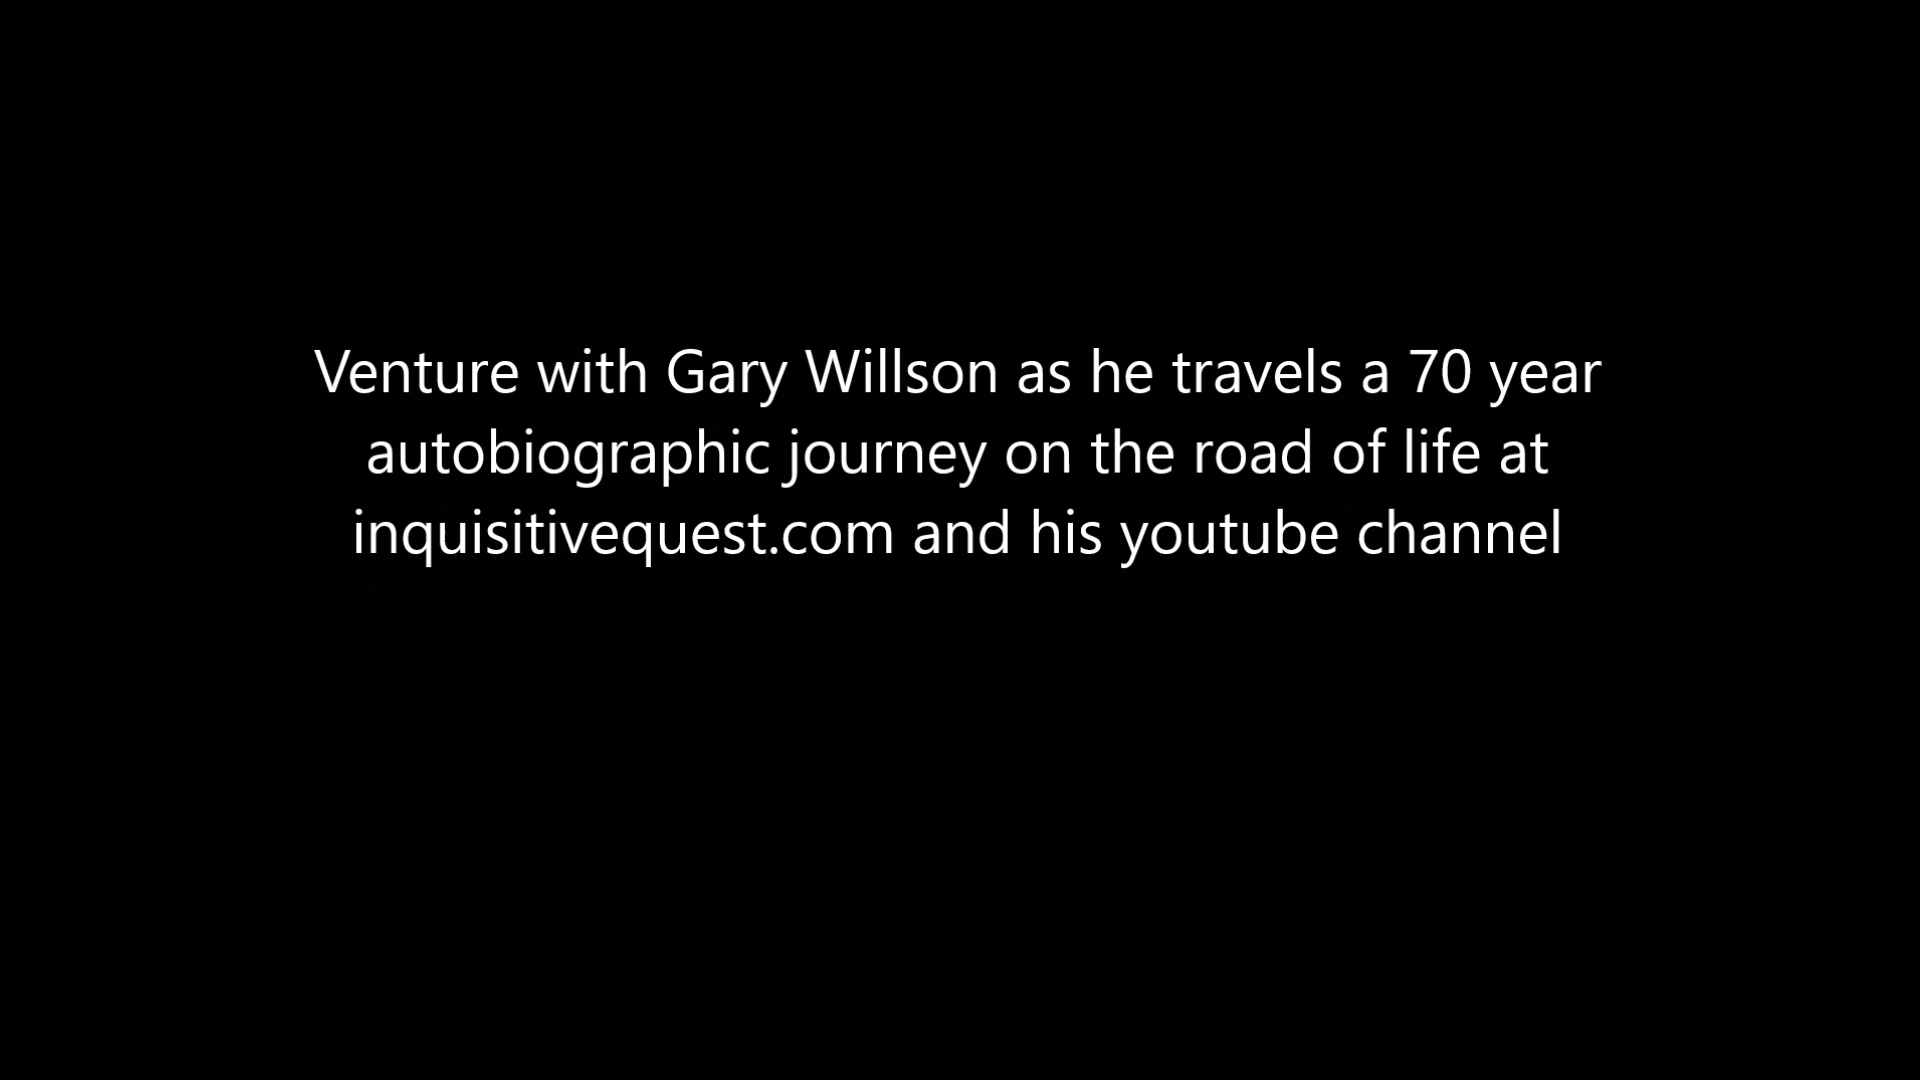 Venture with Gary Willson as he travels a 70 year
autobiographic journey on the road of life at
inquisitivequest.com and his youtube channel